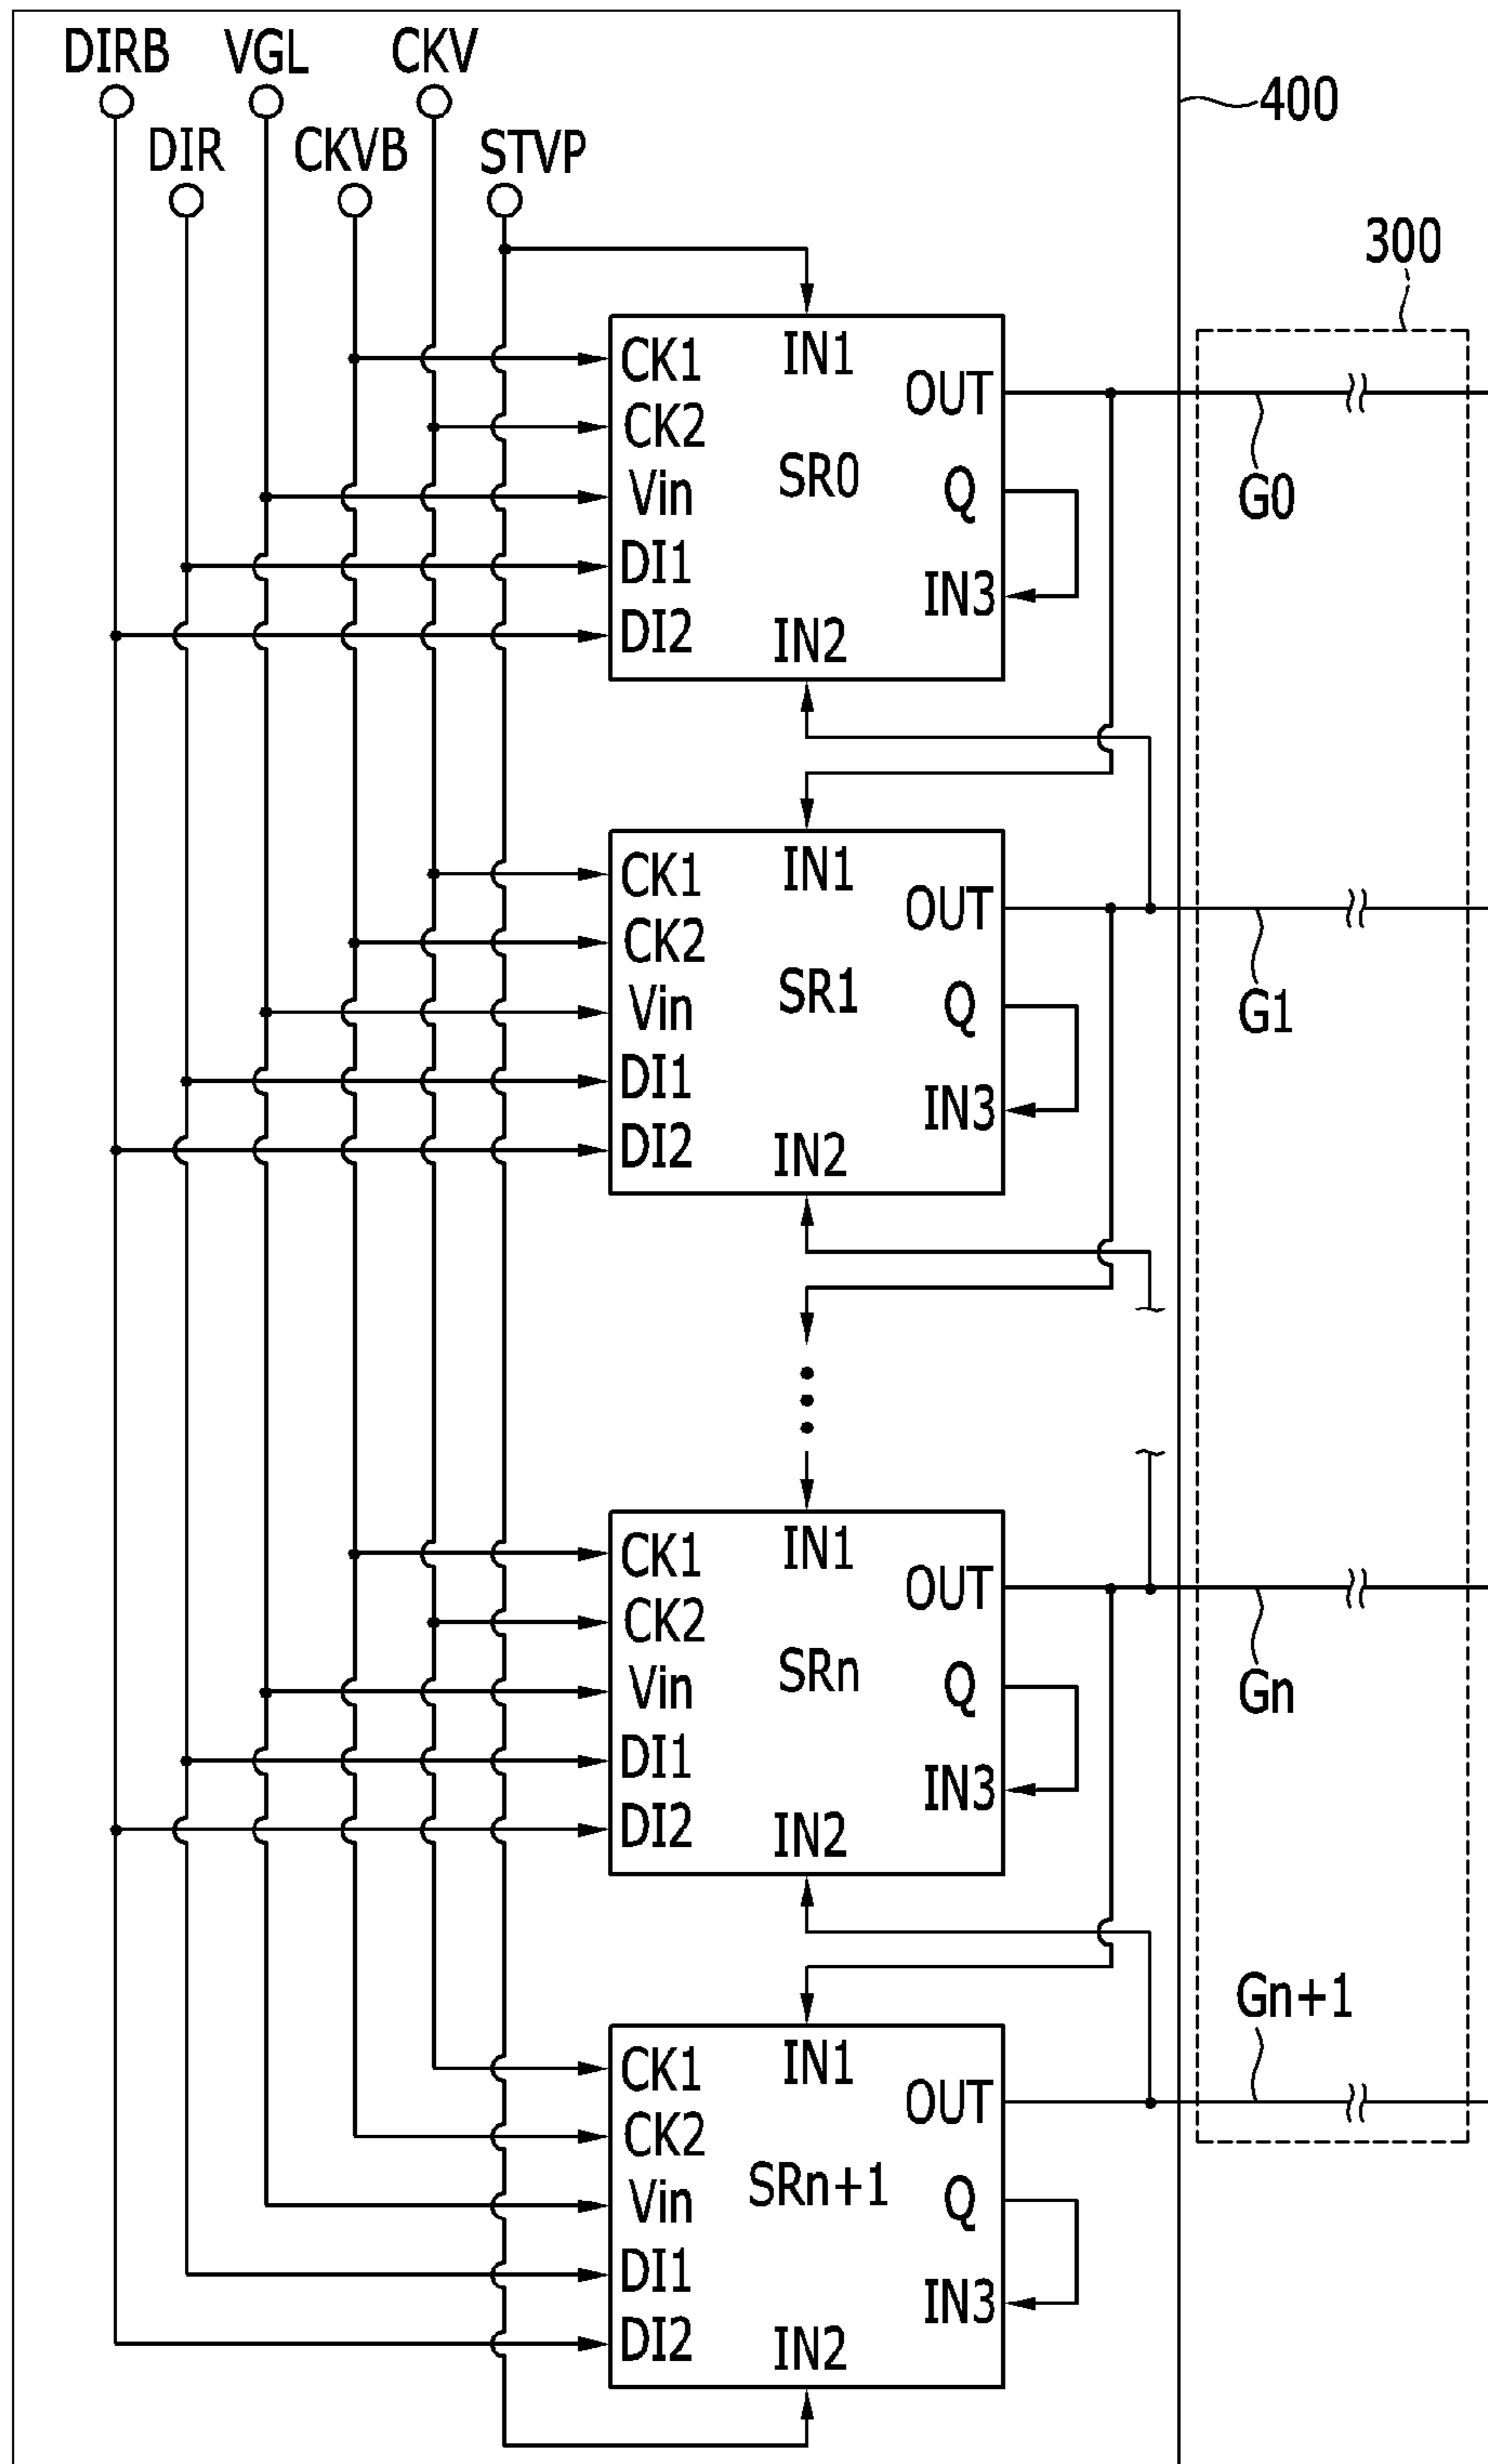 DIRB VGL CKV
400
DIR CKVB STVP
300
IN1
CK1
OUT
CK2
SR0
Q
Vin
G0
DI1
IN3
DI2
IN2
IN1
CK1
OUT
CK2
SR1
Q
Vin
G1
DI1
IN3
DI2
IN2
IN1
CK1
OUT
CK2
SRn
Q
Vin
Gn
DI1
IN3
DI2
IN2
Gn+1
IN1
CK1
OUT
CK2
SRn+1
Q
Vin
DI1
IN3
DI2
IN2